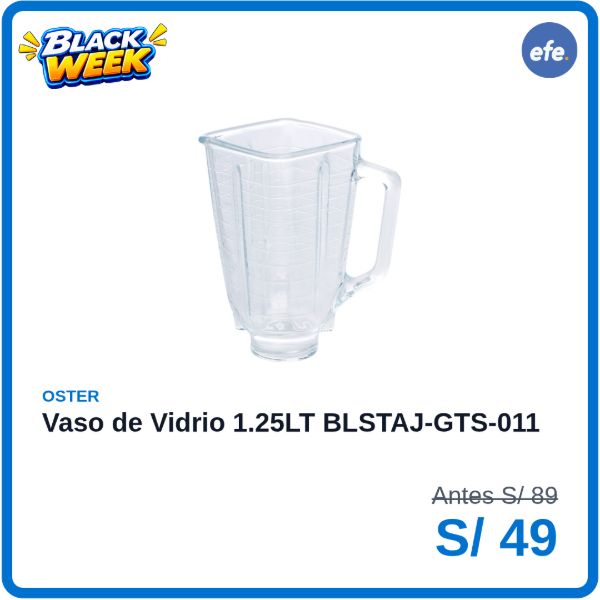 BLACK
WEEK
efe.
OSTER
Vaso de Vidrio 1.25LT BLSTAJ-GTS-011
Antes S/ 89
S/ 49